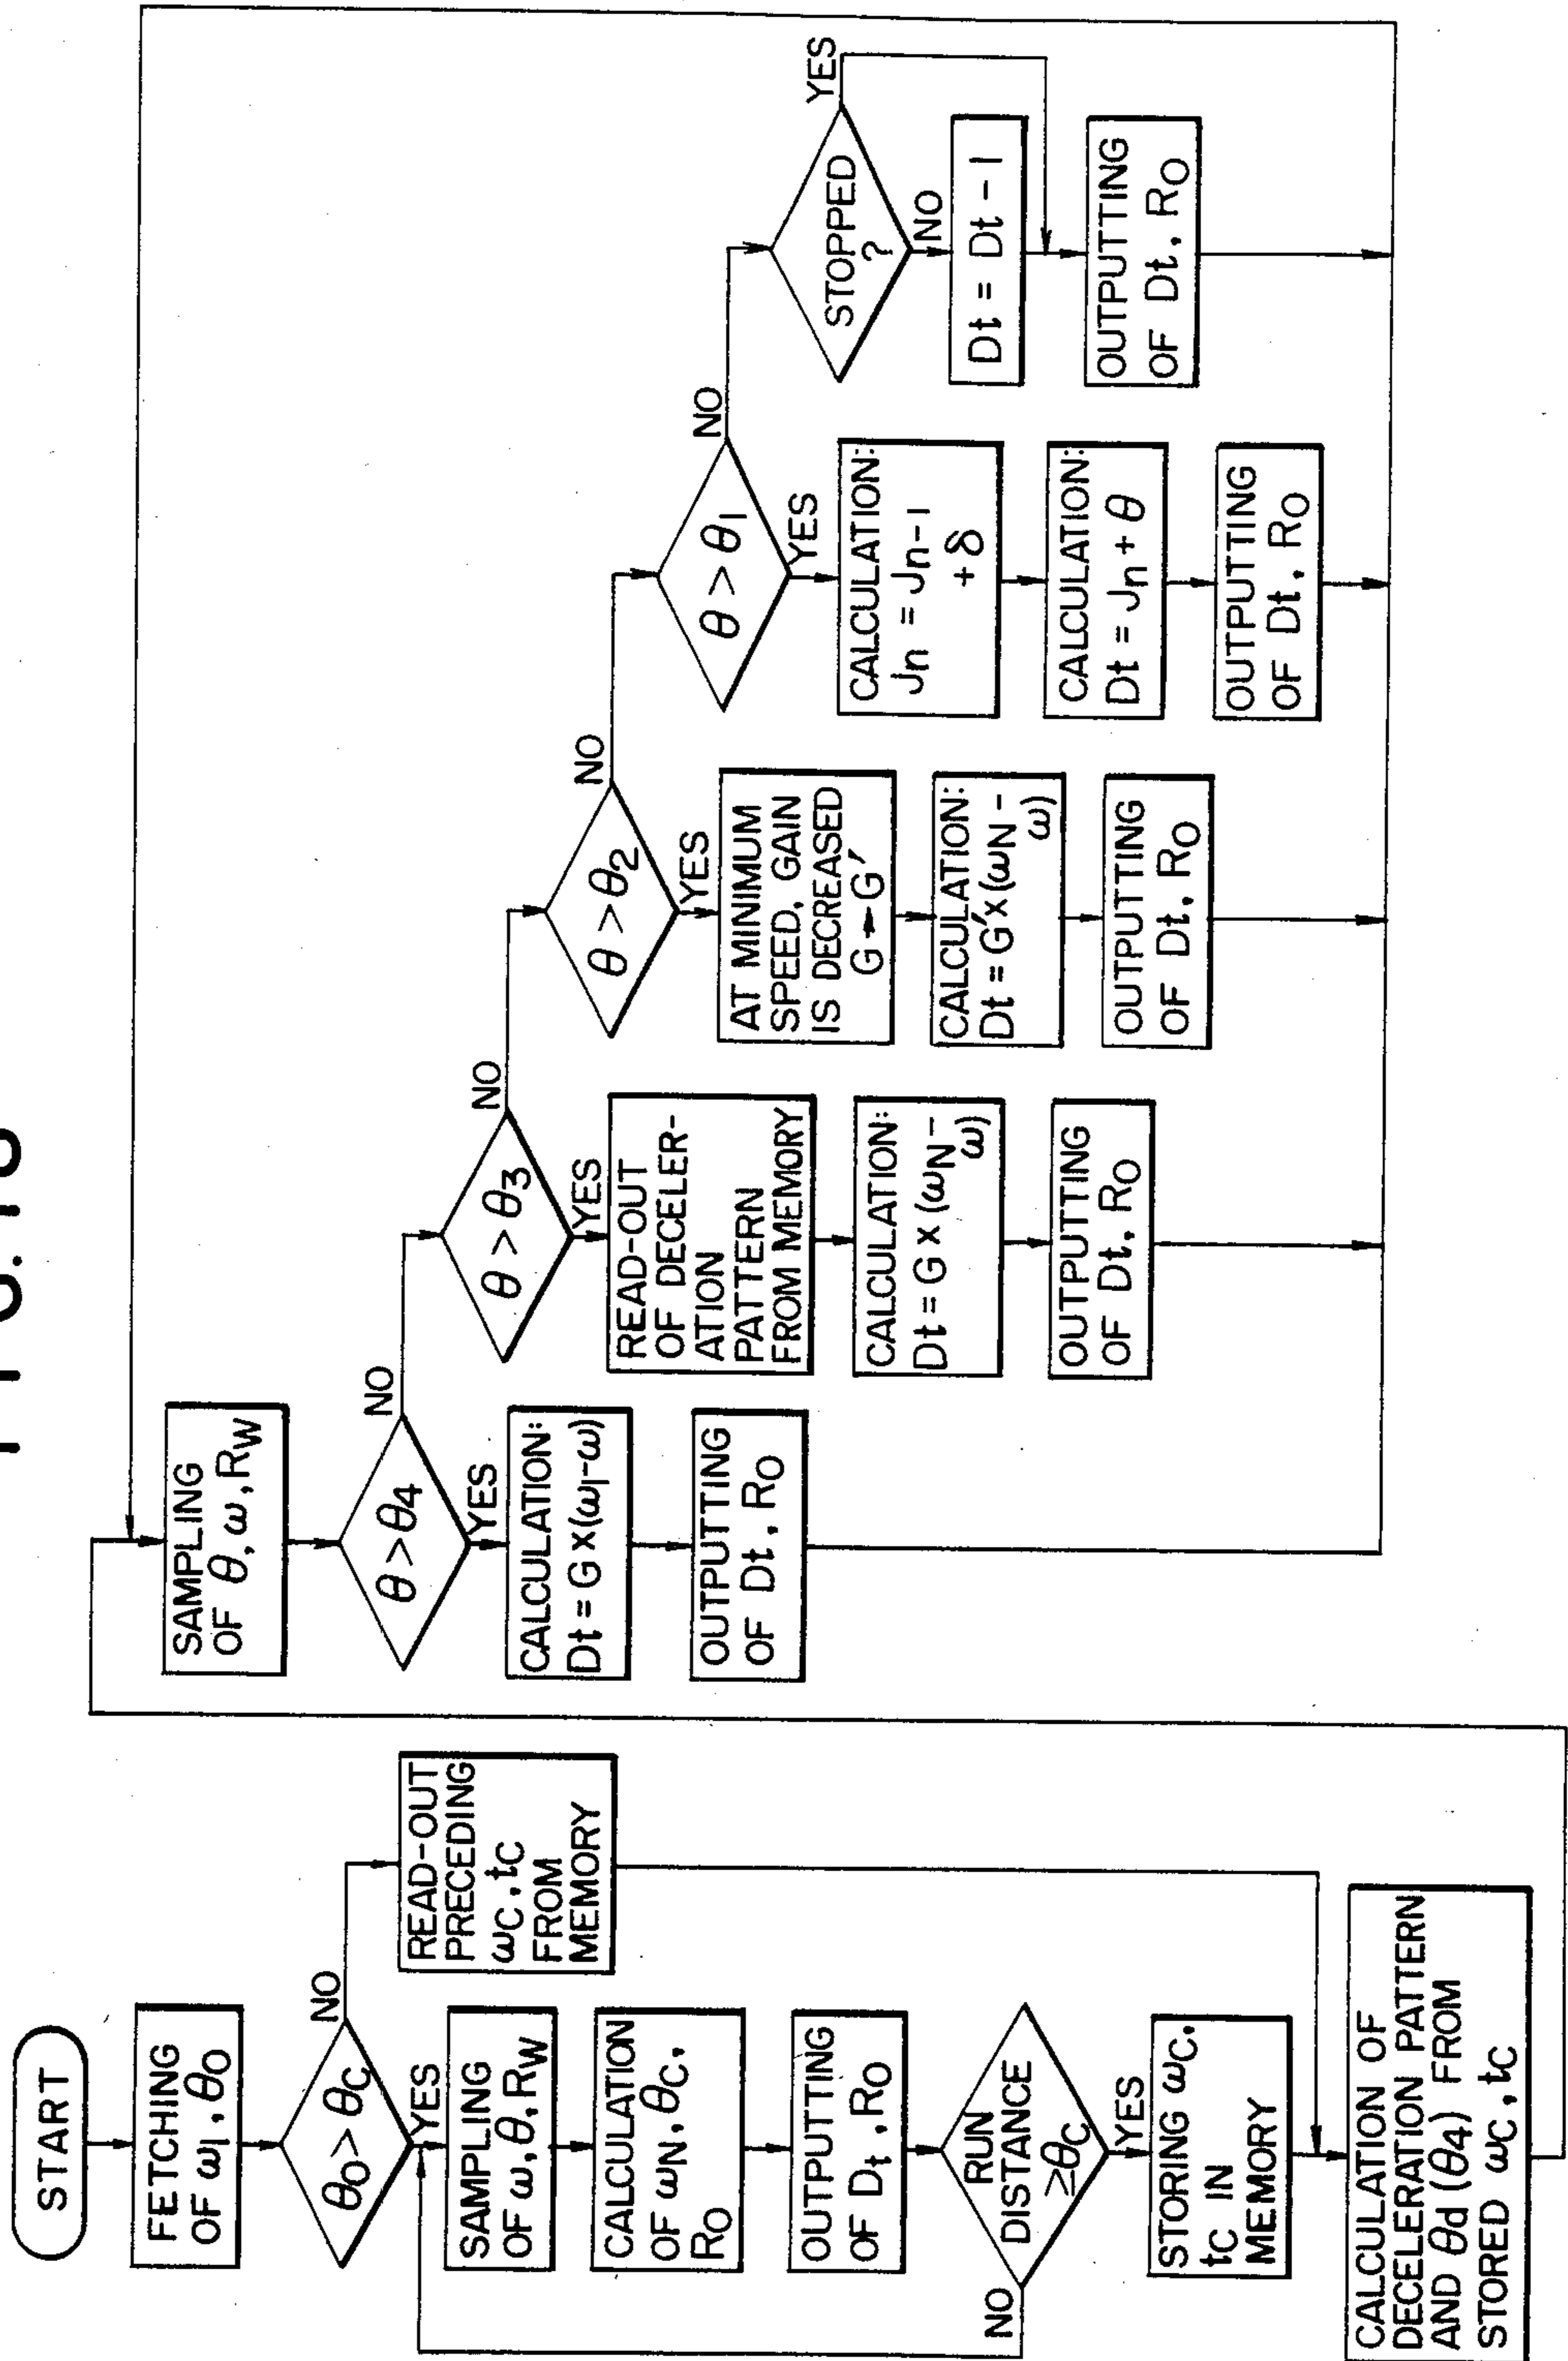 START
FETCHING
OF ω1, θ0
θ0 > θC
NO
YES
READ-OUT
PRECEDING
ωC, tC
FROM
MEMORY
SAMPLING
OF ω, θ, RW
CALCULATION
OF ωN, θC,
RO
OUTPUTTING
OF Dt, RO
RUN
DISTANCE
≥θC
NO
YES
STORING ωC,
tC IN
MEMORY
CALCULATION OF
DECELERATION PATTERN
AND θd (θ4) FROM
STORED ωC, tC
SAMPLING
OF θ, ω, RW
θ > θ4
NO
YES
CALCULATION:
Dt = G x (ω1-ω)
OUTPUTTING
OF Dt, RO
θ > θ3
NO
YES
READ-OUT
OF DECELER-
ATION
PATTERN
FROM MEMORY
CALCULATION:
Dt = G x (ωN-
ω)
OUTPUTTING
OF Dt, RO
θ > θ2
NO
YES
AT MINIMUM
SPEED, GAIN
IS DECREASED
G → G'
CALCULATION:
Dt = G' x (ωN-
ω)
OUTPUTTING
OF Dt, RO
θ > θ1
NO
YES
CALCULATION:
Jn = Jn-1
+ δ
CALCULATION:
Dt = Jn + θ
OUTPUTTING
OF Dt, RO
STOPPED
?
YES
NO
Dt = Dt - 1
OUTPUTTING
OF Dt, RO